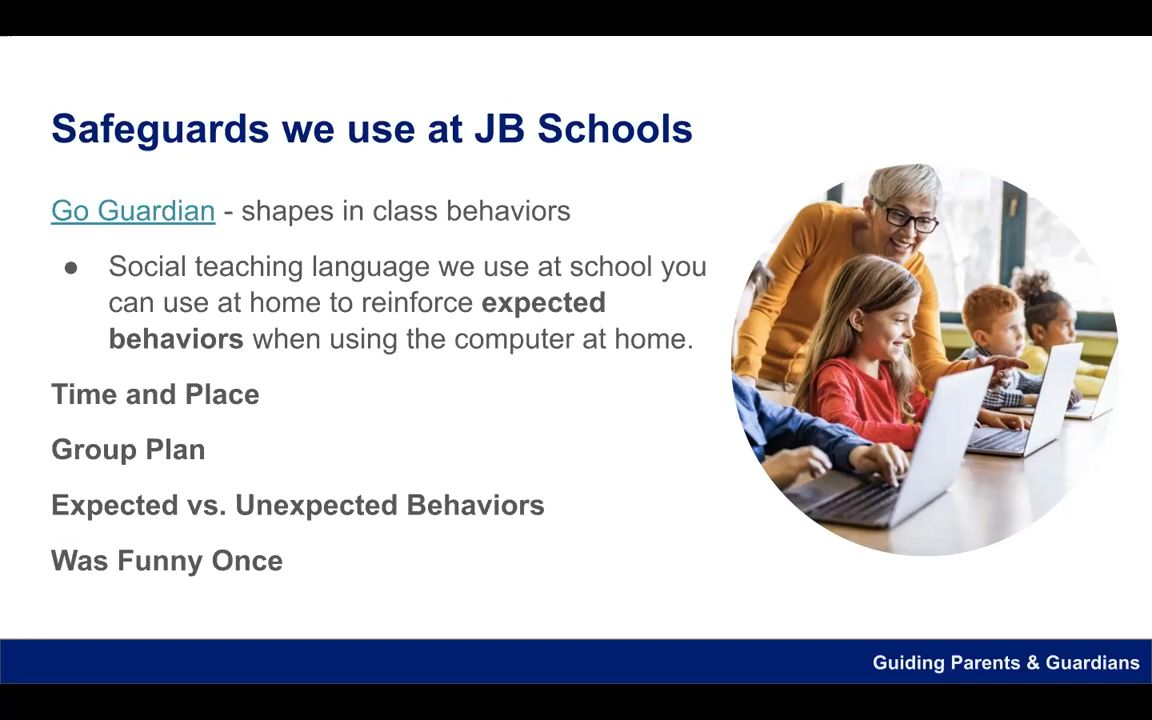 Safeguards we use at JB Schools
Go Guardian - shapes in class behaviors
● Social teaching language we use at school you
can use at home to reinforce expected
behaviors when using the computer at home.
Time and Place
Group Plan
Expected vs. Unexpected Behaviors
Was Funny Once
Guiding Parents & Guardians